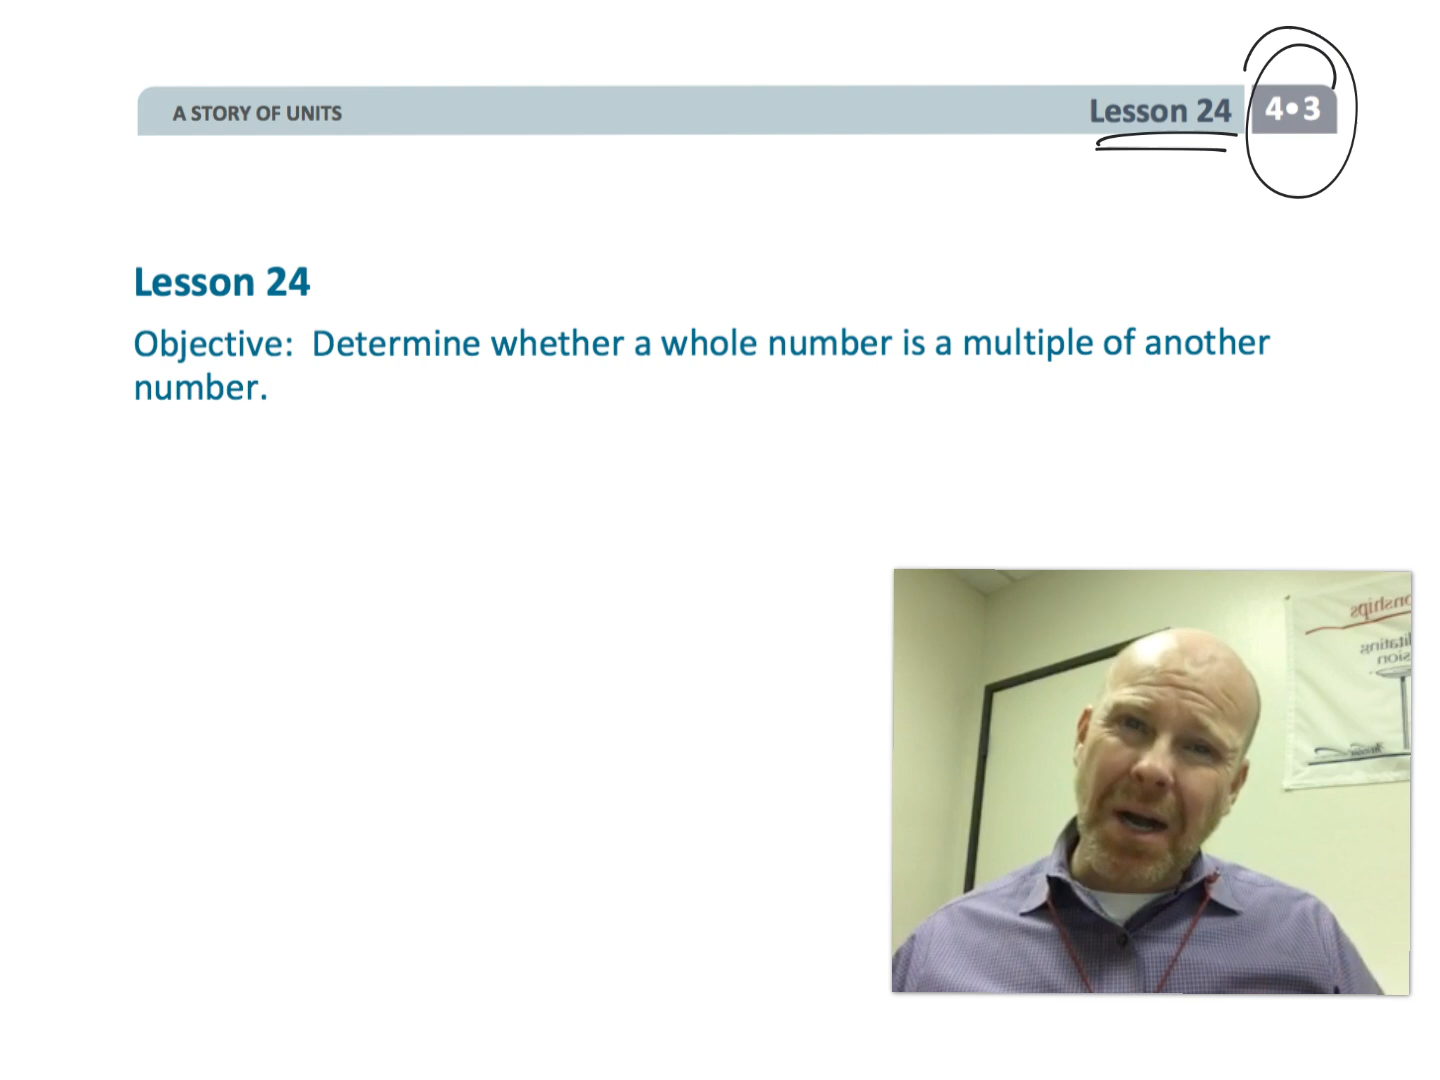 A STORY OF UNITS
Lesson 24
4•3
Lesson 24
Objective: Determine whether a whole number is a multiple of another
number.